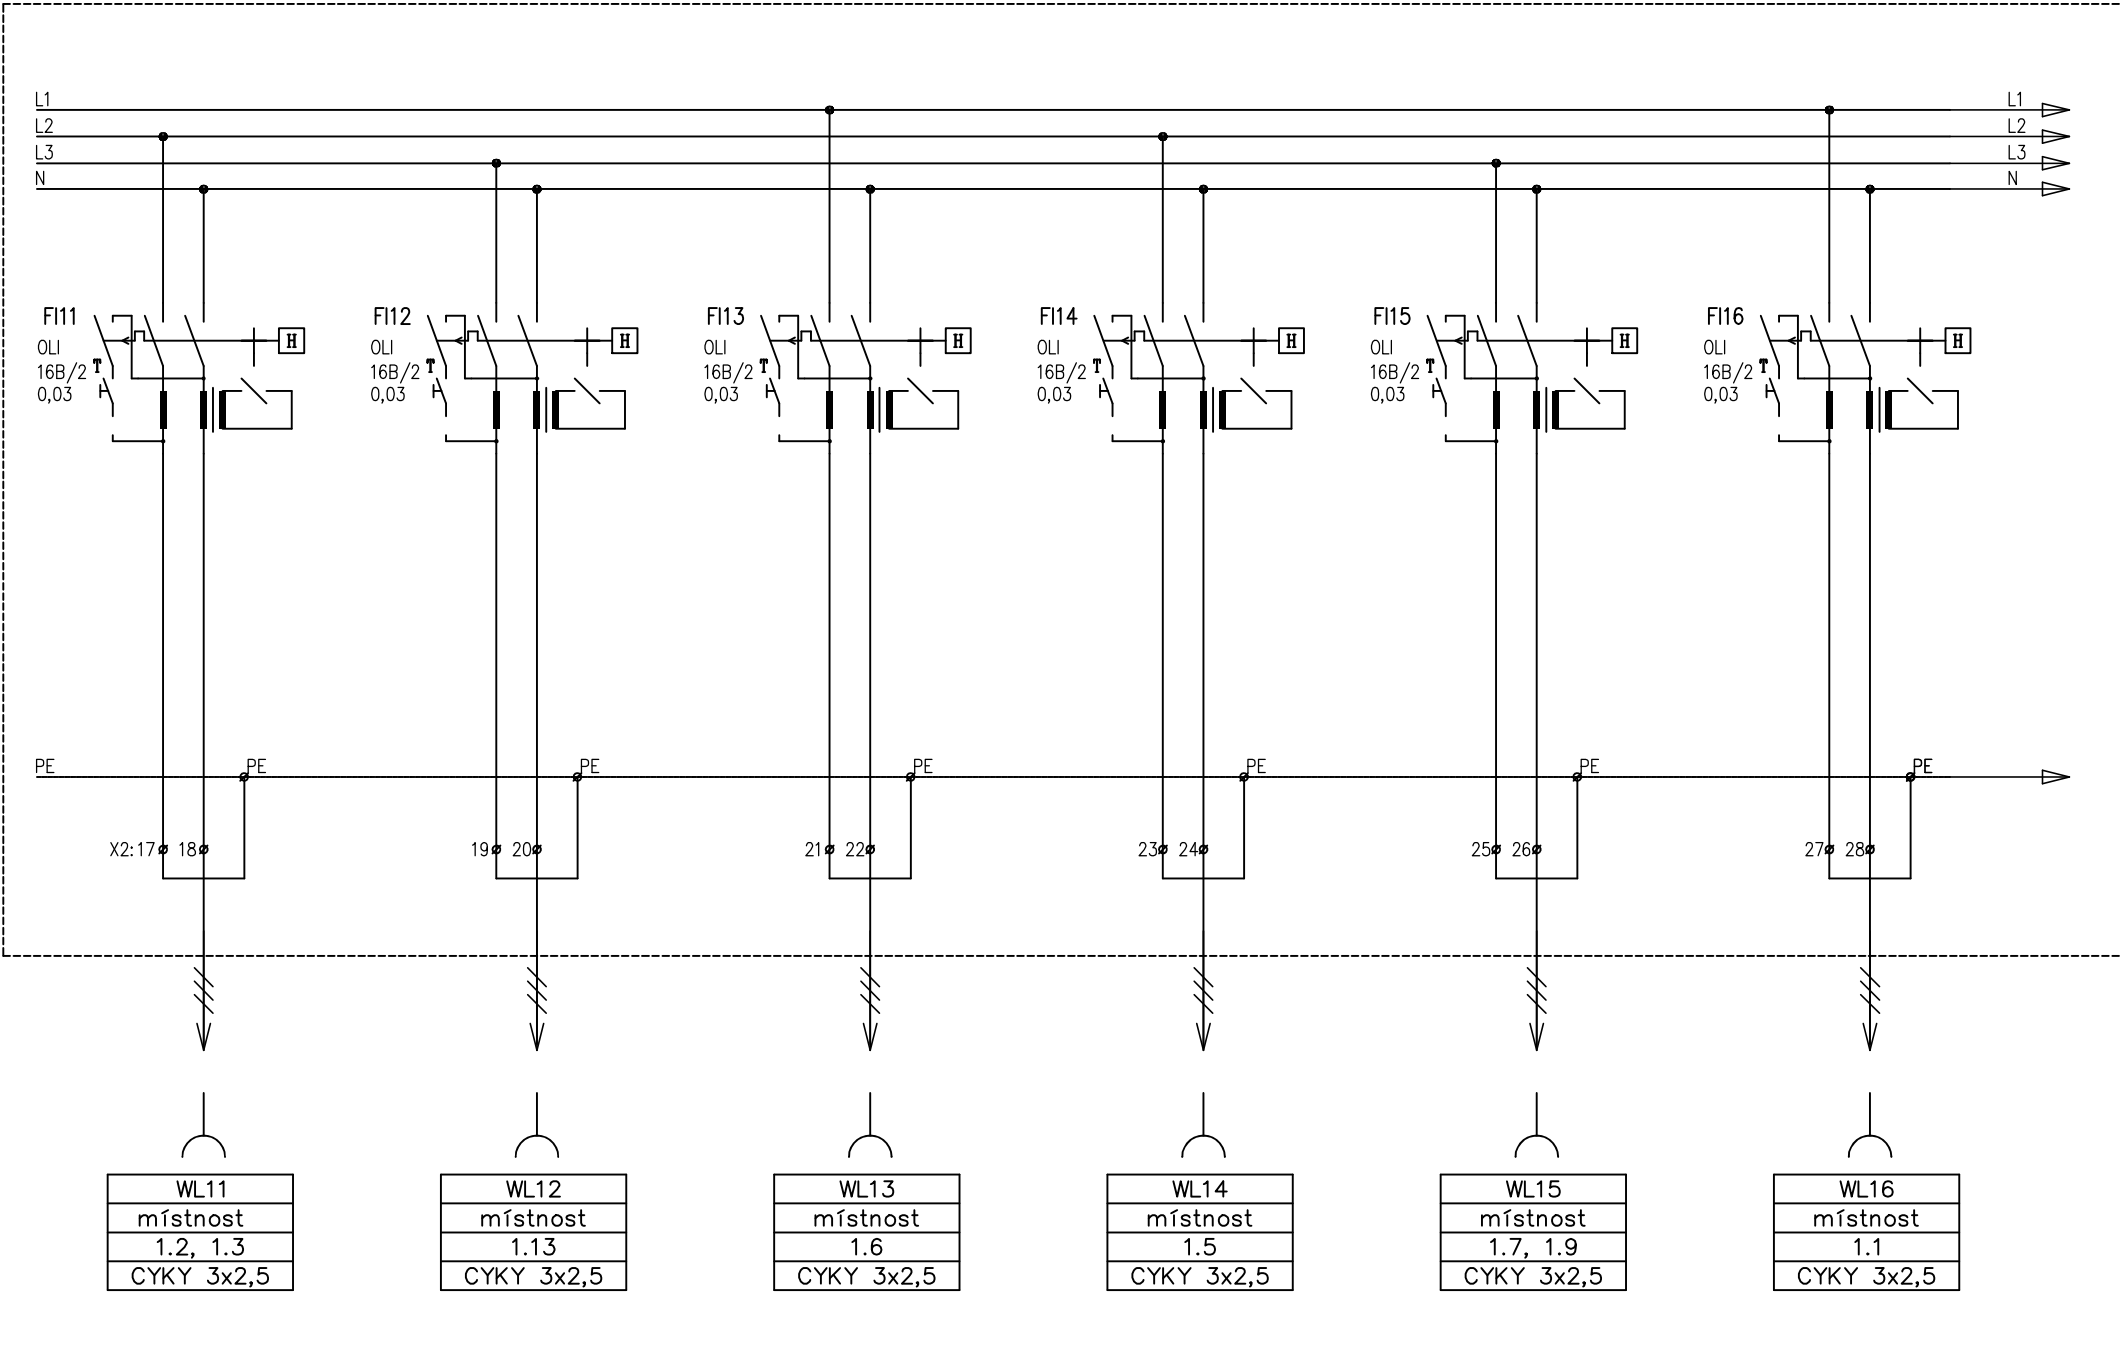 L1 L1
L2 L2
L3 L3
N N
FI11 FI12 FI13 FI14 FI15 FI16
H H H H H H
OLI OLI OLI OLI OLI OLI
16B/2 T 16B/2 T 16B/2 T 16B/2 T 16B/2 T 16B/2 T
0,03 0,03 0,03 0,03 0,03 0,03
PE PE PE PE PE PE PE
X2:17 18 19 20 21 22 23 24 25 26 27 28
WL11 WL12 WL13 WL14 WL15 WL16
místnost místnost místnost místnost místnost místnost
1.2, 1.3 1.13 1.6 1.5 1.7, 1.9 1.1
CYKY 3x2,5 CYKY 3x2,5 CYKY 3x2,5 CYKY 3x2,5 CYKY 3x2,5 CYKY 3x2,5